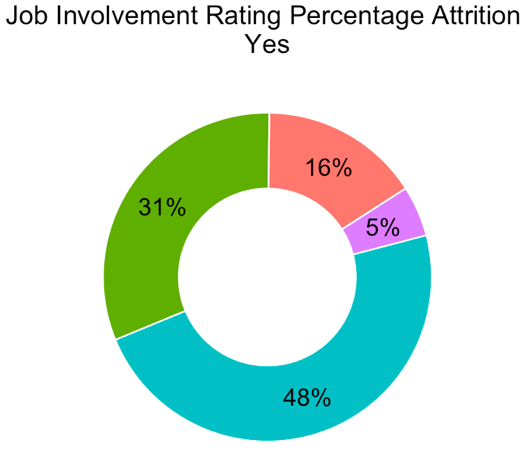 Job Involvement Rating Percentage Attrition
Yes
16%
31%
5%
48%